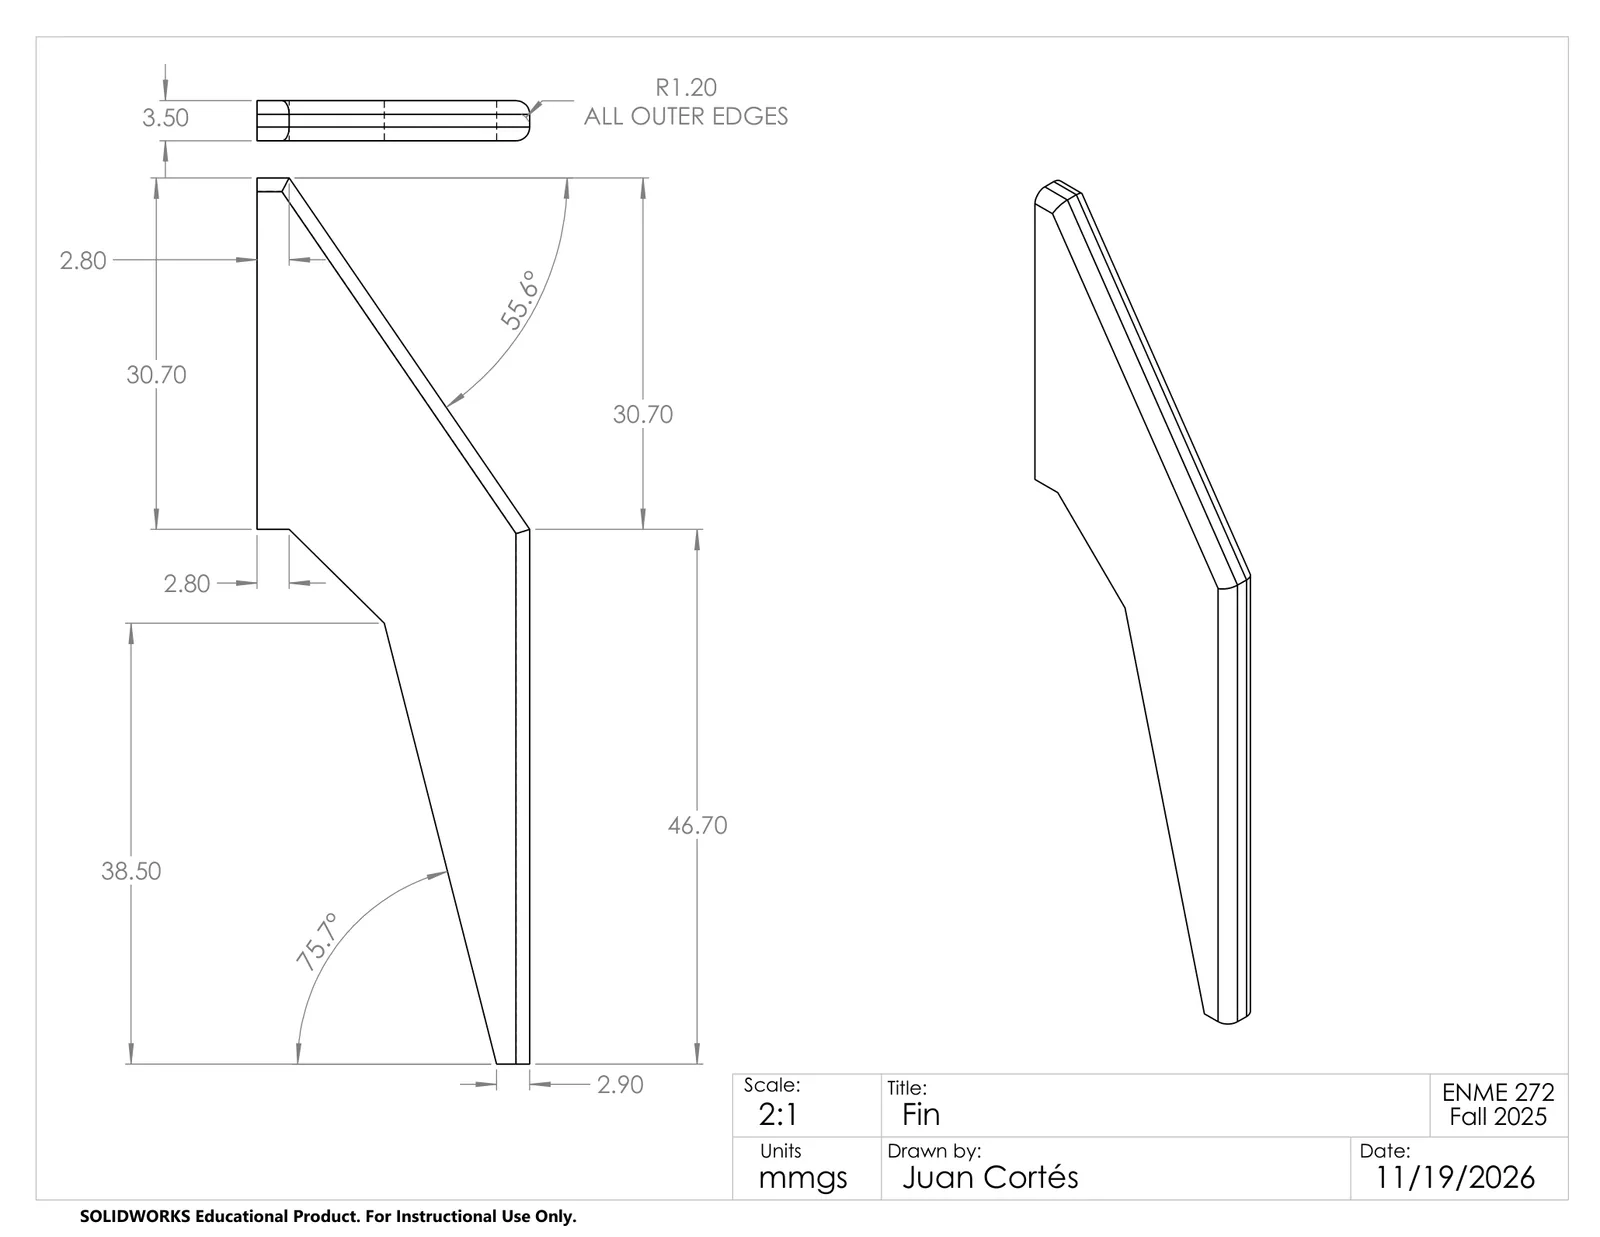 R1.20
ALL OUTER EDGES
3.50
2.80
55.6°
30.70
30.70
2.80
46.70
38.50
75.7°
2.90
Scale:
2:1
Title:
Fin
ENME 272
Fall 2025
Units
mmgs
Drawn by:
Juan Cortés
Date:
11/19/2026
SOLIDWORKS Educational Product. For Instructional Use Only.